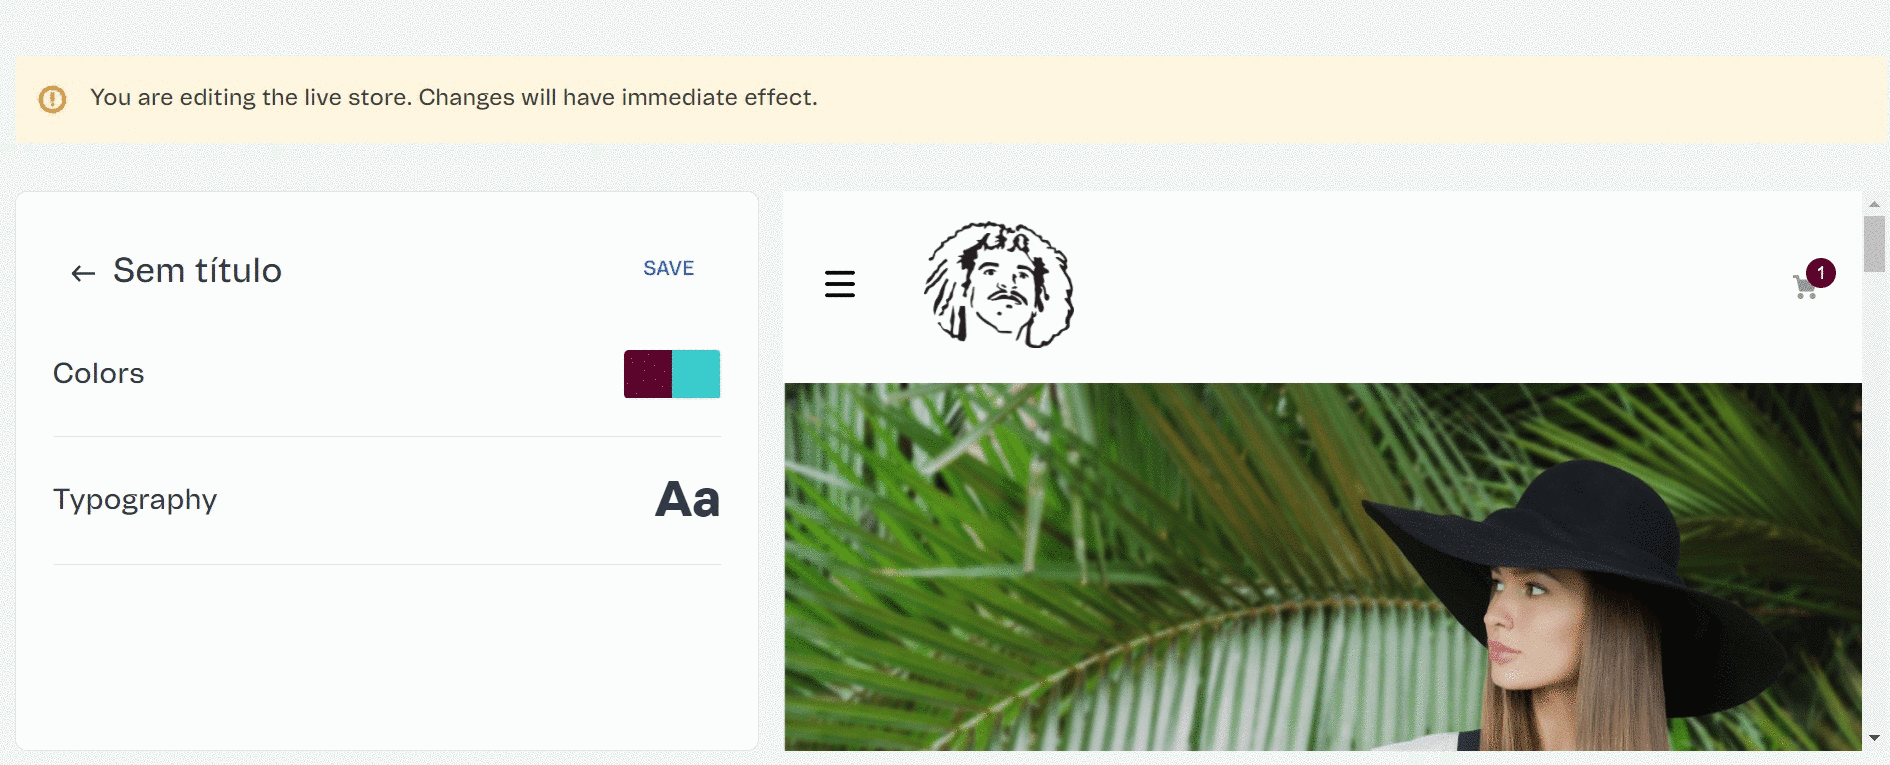 You are editing the live store. Changes will have immediate effect.
Sem título
SAVE
1
Colors
Typography
Aa